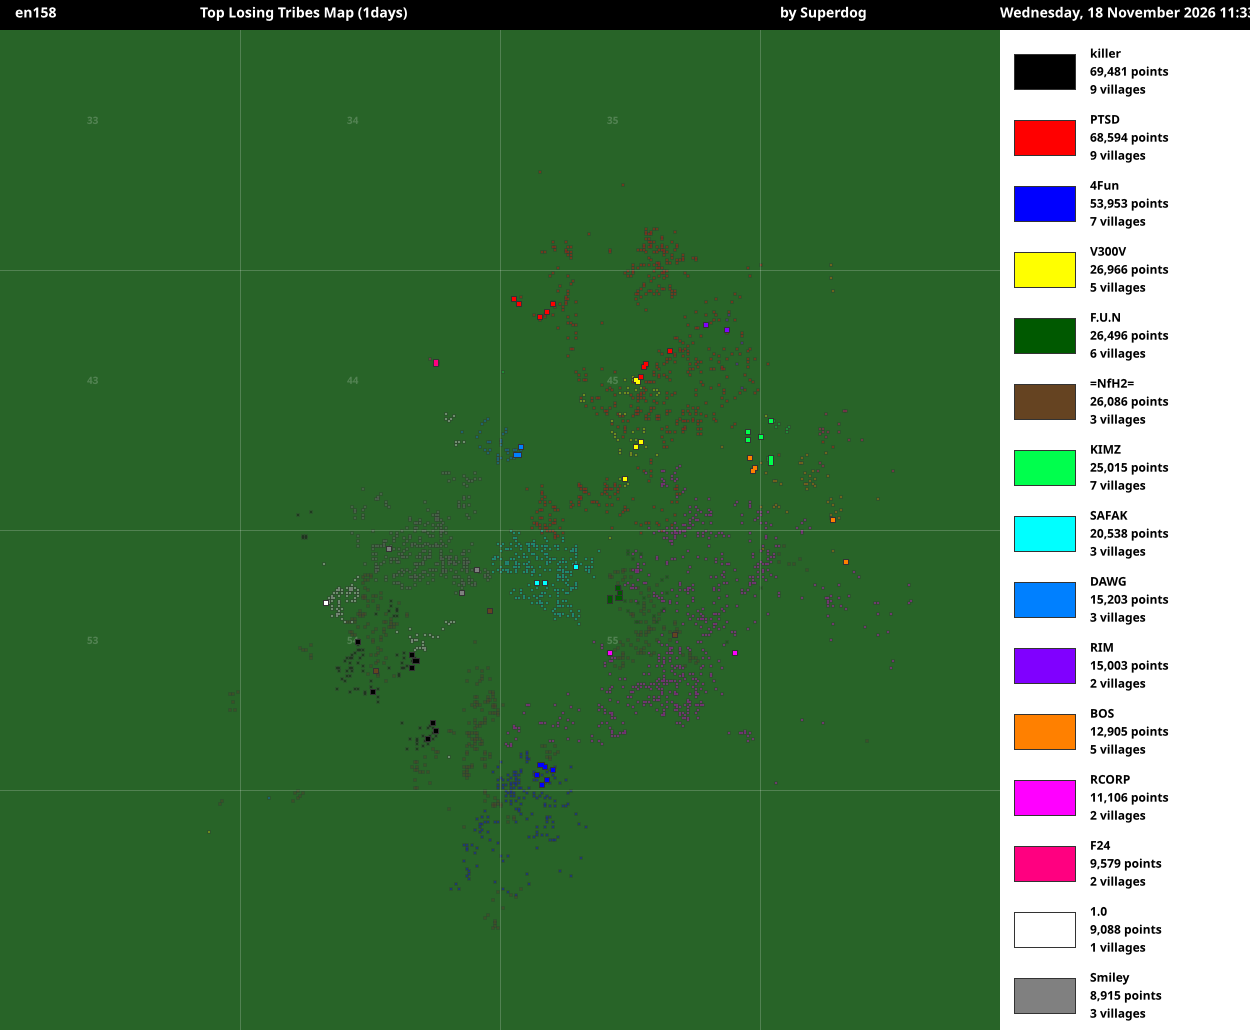 en158 Top Losing Tribes Map (1days) by Superdog Wednesday, 18 November 2026 11:33
killer
69,481 points
9 villages
PTSD
68,594 points
9 villages
4Fun
53,953 points
7 villages
V300V
26,966 points
5 villages
F.U.N
26,496 points
6 villages
=NfH2=
26,086 points
3 villages
KIMZ
25,015 points
7 villages
SAFAK
20,538 points
3 villages
DAWG
15,203 points
3 villages
RIM
15,003 points
2 villages
BOS
12,905 points
5 villages
RCORP
11,106 points
2 villages
F24
9,579 points
2 villages
1.0
9,088 points
1 villages
Smiley
8,915 points
3 villages
33 34 35
43 44 45
53 55